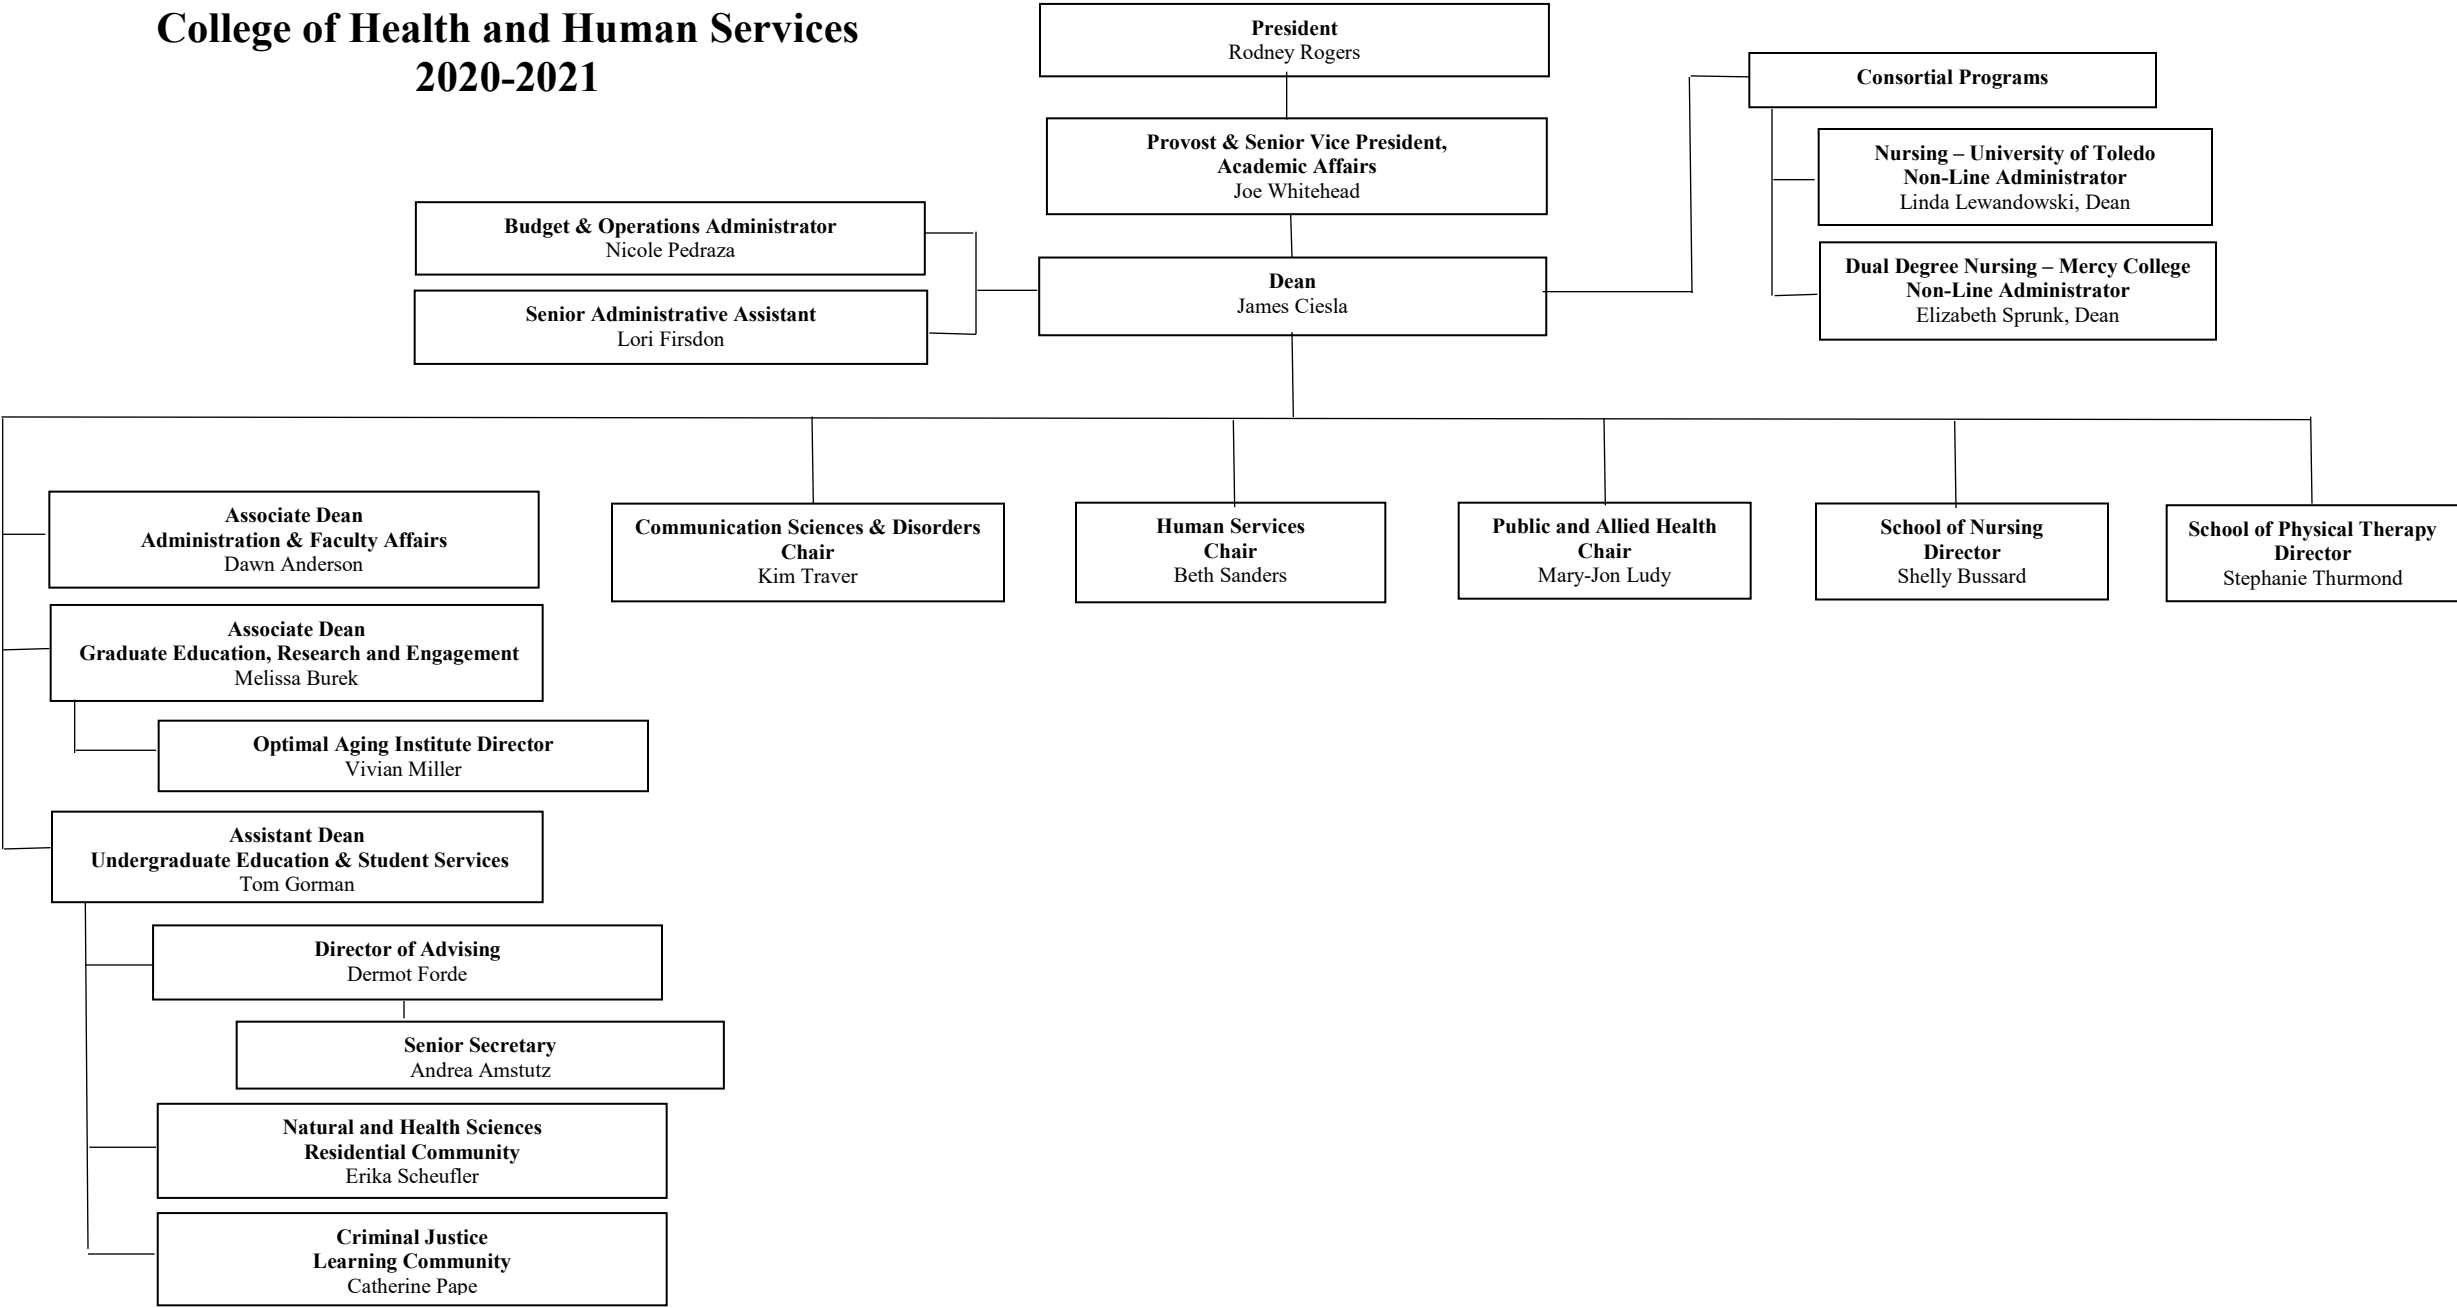 College of Health and Human Services
2020-2021
President
Rodney Rogers
Provost & Senior Vice President,
Academic Affairs
Joe Whitehead
Budget & Operations Administrator
Nicole Pedraza
Senior Administrative Assistant
Lori Firsdon
Dean
James Ciesla
Consortial Programs
Nursing – University of Toledo
Non-Line Administrator
Linda Lewandowski, Dean
Dual Degree Nursing – Mercy College
Non-Line Administrator
Elizabeth Sprunk, Dean
Associate Dean
Administration & Faculty Affairs
Dawn Anderson
Communication Sciences & Disorders
Chair
Kim Traver
Human Services
Chair
Beth Sanders
Public and Allied Health
Chair
Mary-Jon Ludy
School of Nursing
Director
Shelly Bussard
School of Physical Therapy
Director
Stephanie Thurmond
Associate Dean
Graduate Education, Research and Engagement
Melissa Burek
Optimal Aging Institute Director
Vivian Miller
Assistant Dean
Undergraduate Education & Student Services
Tom Gorman
Director of Advising
Dermot Forde
Senior Secretary
Andrea Amstutz
Natural and Health Sciences
Residential Community
Erika Scheufler
Criminal Justice
Learning Community
Catherine Pape